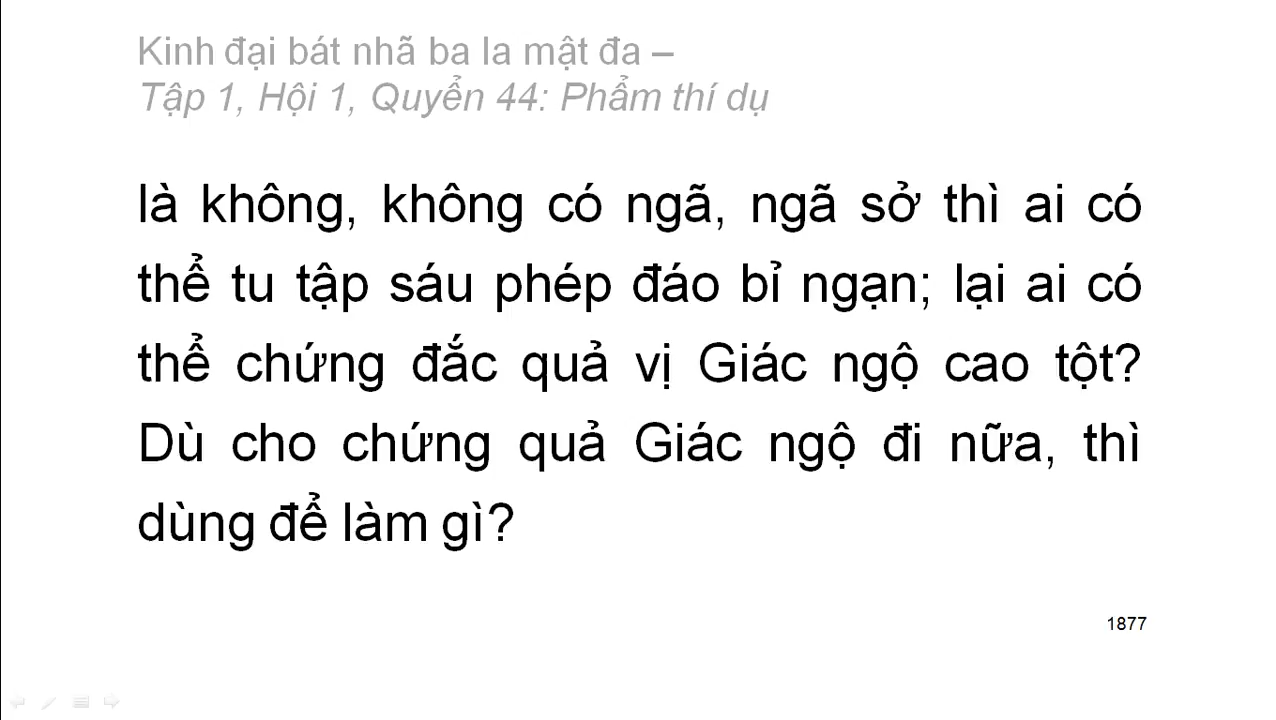 Kinh đại bát nhã ba la mật đa –
Tập 1, Hội 1, Quyển 44: Phẩm thí dụ
là không, không có ngã, ngã sở thì ai có
thể tu tập sáu phép đáo bỉ ngạn; lại ai có
thể chứng đắc quả vị Giác ngộ cao tột?
Dù cho chứng quả Giác ngộ đi nữa, thì
dùng để làm gì?
1877